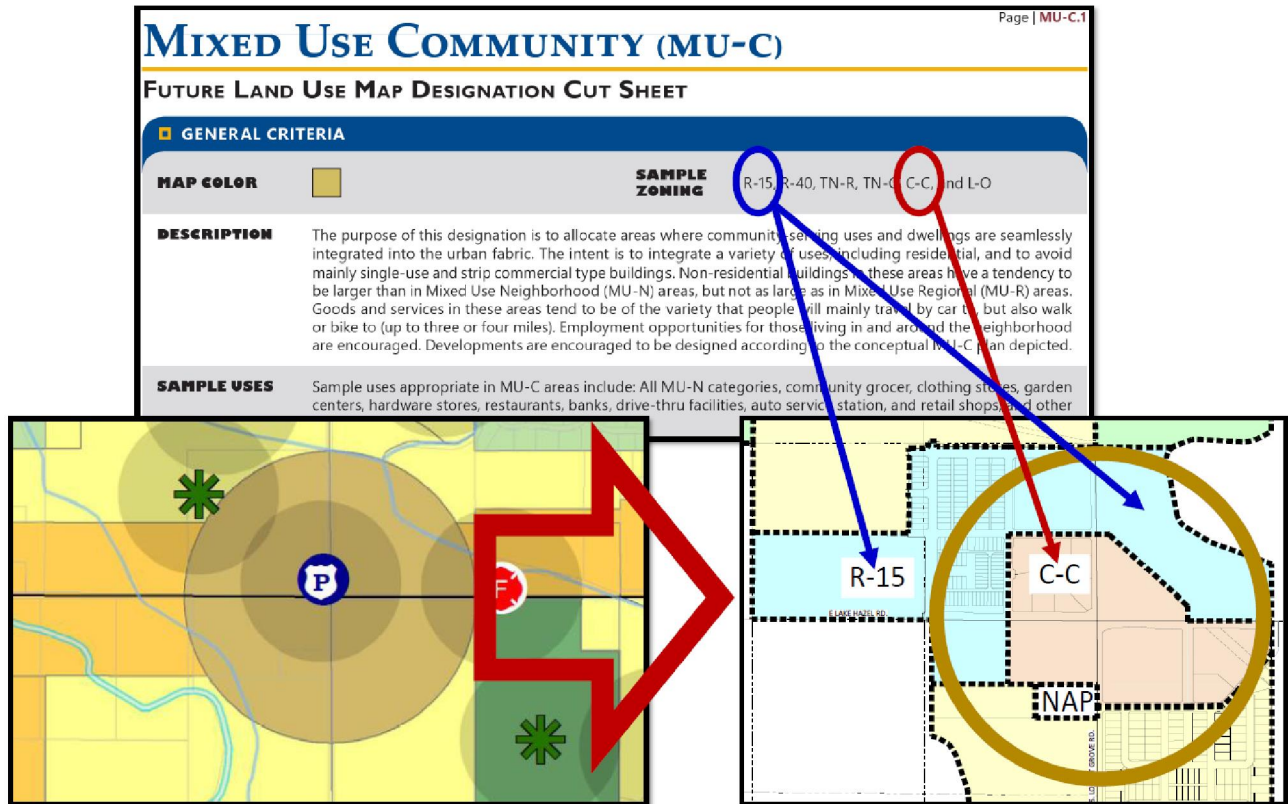 Page | MU-C.1
MIXED USE COMMUNITY (MU-C)
FUTURE LAND USE MAP DESIGNATION CUT SHEET
GENERAL CRITERIA
MAP COLOR
SAMPLE ZONING
R-15, R-40, TN-R, TN-C, C-C, and L-O
DESCRIPTION
The purpose of this designation is to allocate areas where community-serving uses and dwellings are seamlessly
integrated into the urban fabric. The intent is to integrate a variety of uses, including residential, and to avoid
mainly single-use and strip commercial type buildings. Non-residential buildings in these areas have a tendency to
be larger than in Mixed Use Neighborhood (MU-N) areas, but not as large as in Mixed Use Regional (MU-R) areas.
Goods and services in these areas tend to be of the variety that people will mainly travel by car to, but also walk
or bike to (up to three or four miles). Employment opportunities for those living in and around the neighborhood
are encouraged. Developments are encouraged to be designed according to the conceptual MU-C plan depicted.
SAMPLE USES
Sample uses appropriate in MU-C areas include: All MU-N categories, community grocer, clothing stores, garden
centers, hardware stores, restaurants, banks, drive-thru facilities, auto service station, and retail shops, and other
P
F
R-15
C-C
E LAKE HAZEL RD.
NAP